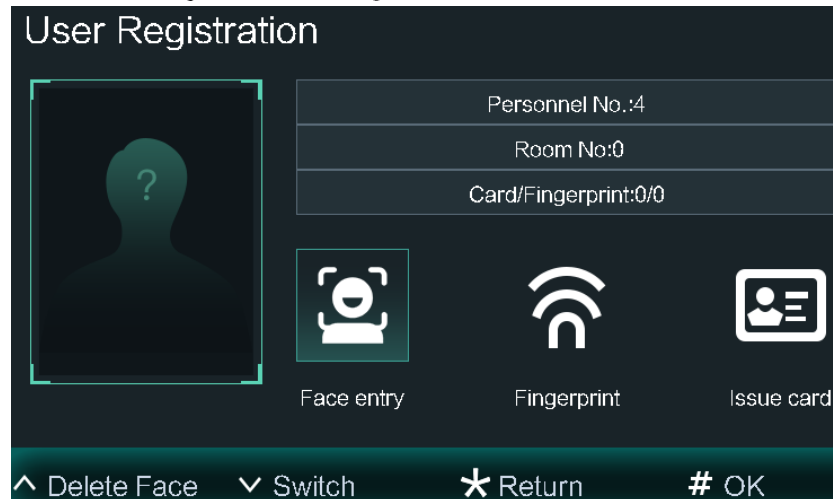 User Registration
Personnel No.:4
Room No:0
Card/Fingerprint:0/0
?
Face entry
Fingerprint
Issue card
^ Delete Face ˅ Switch * Return # OK